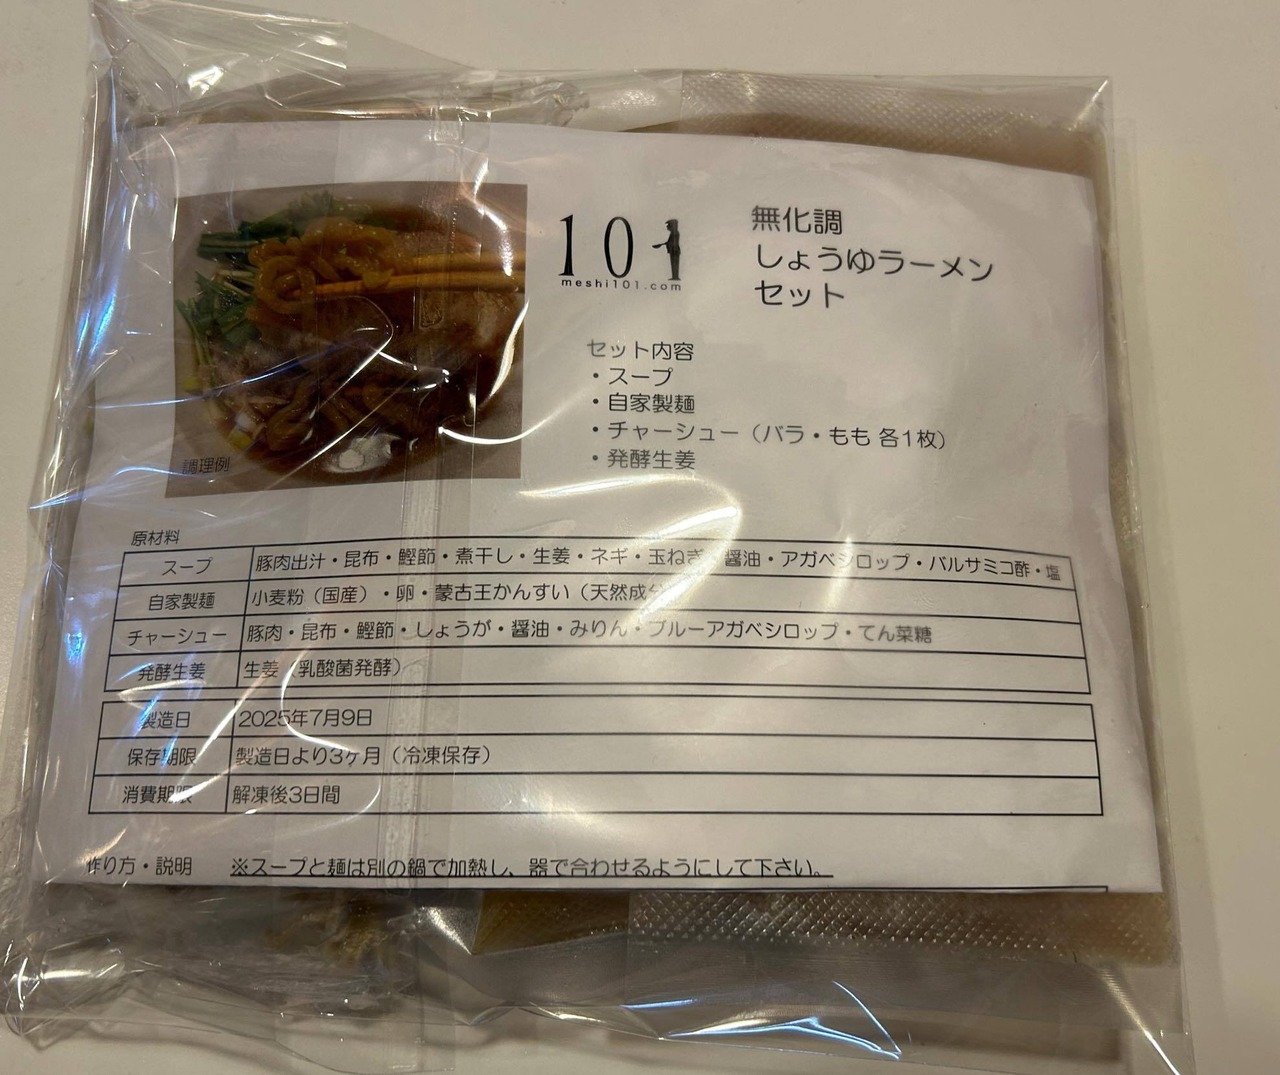 101
meshi101.com
無化調
しょうゆラーメン
セット
セット内容
・スープ
・自家製麺
・チャーシュー（バラ・もも 各1枚）
・発酵生姜
調理例
原材料
スープ 豚肉出汁・昆布・鰹節・煮干し・生姜・ネギ・玉ねぎ・醤油・アガベシロップ・バルサミコ酢・塩
自家製麺 小麦粉（国産）・卵・蒙古王かんすい（天然成分
チャーシュー 豚肉・昆布・鰹節・しょうが・醤油・みりん・ブルーアガベシロップ・てん菜糖
発酵生姜 生姜（乳酸菌発酵）
製造日 2025年7月9日
保存期限 製造日より3ヶ月（冷凍保存）
消費期限 解凍後3日間
作り方・説明 ※スープと麺は別の鍋で加熱し、器で合わせるようにして下さい。